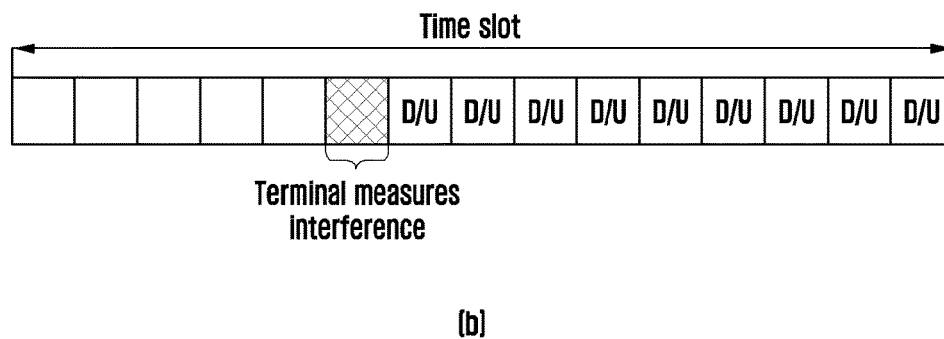 Time slot
D/U D/U D/U D/U D/U D/U D/U D/U D/U
Terminal measures
interference
(b)